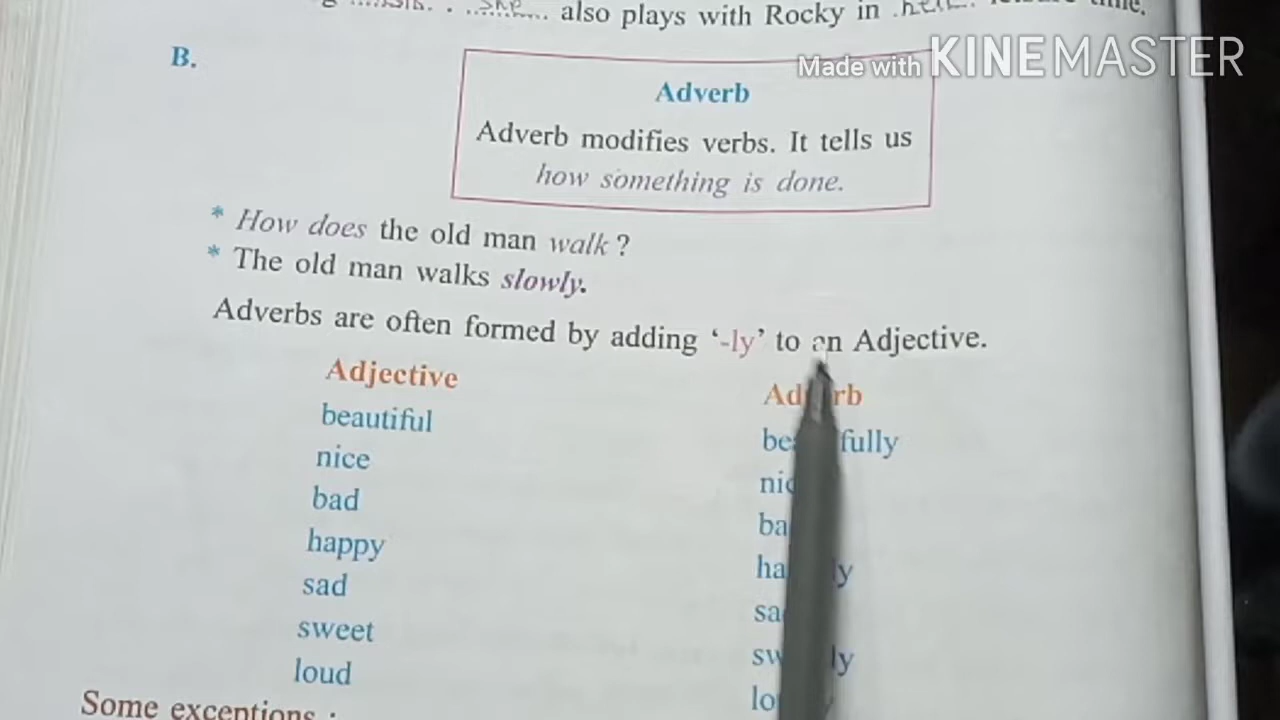 also plays with Rocky in
Made with KINEMASTER
B.
Adverb
Adverb modifies verbs. It tells us
how something is done.
* How does the old man walk ?
* The old man walks slowly.
Adverbs are often formed by adding ‘-ly’ to an Adjective.
Adjective
beautiful
nice
bad
happy
sad
sweet
loud
Some exceptions :